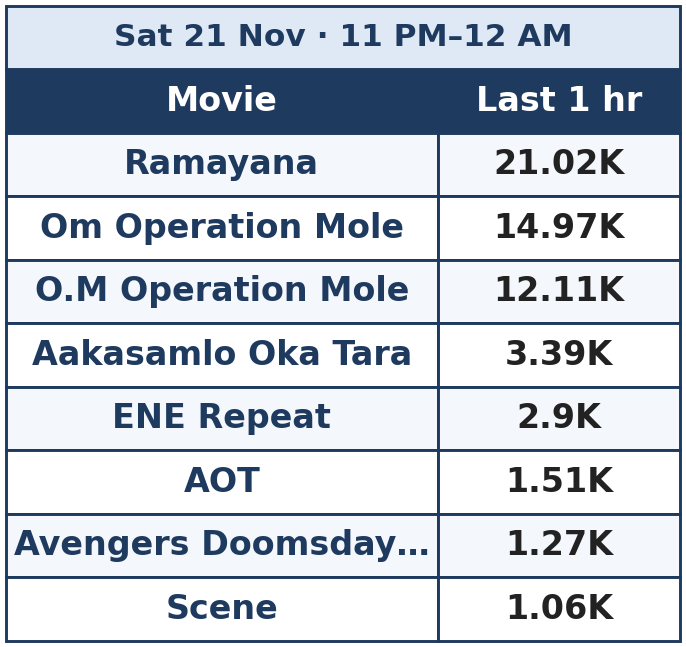 Sat 21 Nov · 11 PM–12 AM
Movie Last 1 hr
Ramayana 21.02K
Om Operation Mole 14.97K
O.M Operation Mole 12.11K
Aakasamlo Oka Tara 3.39K
ENE Repeat 2.9K
AOT 1.51K
Avengers Doomsday… 1.27K
Scene 1.06K